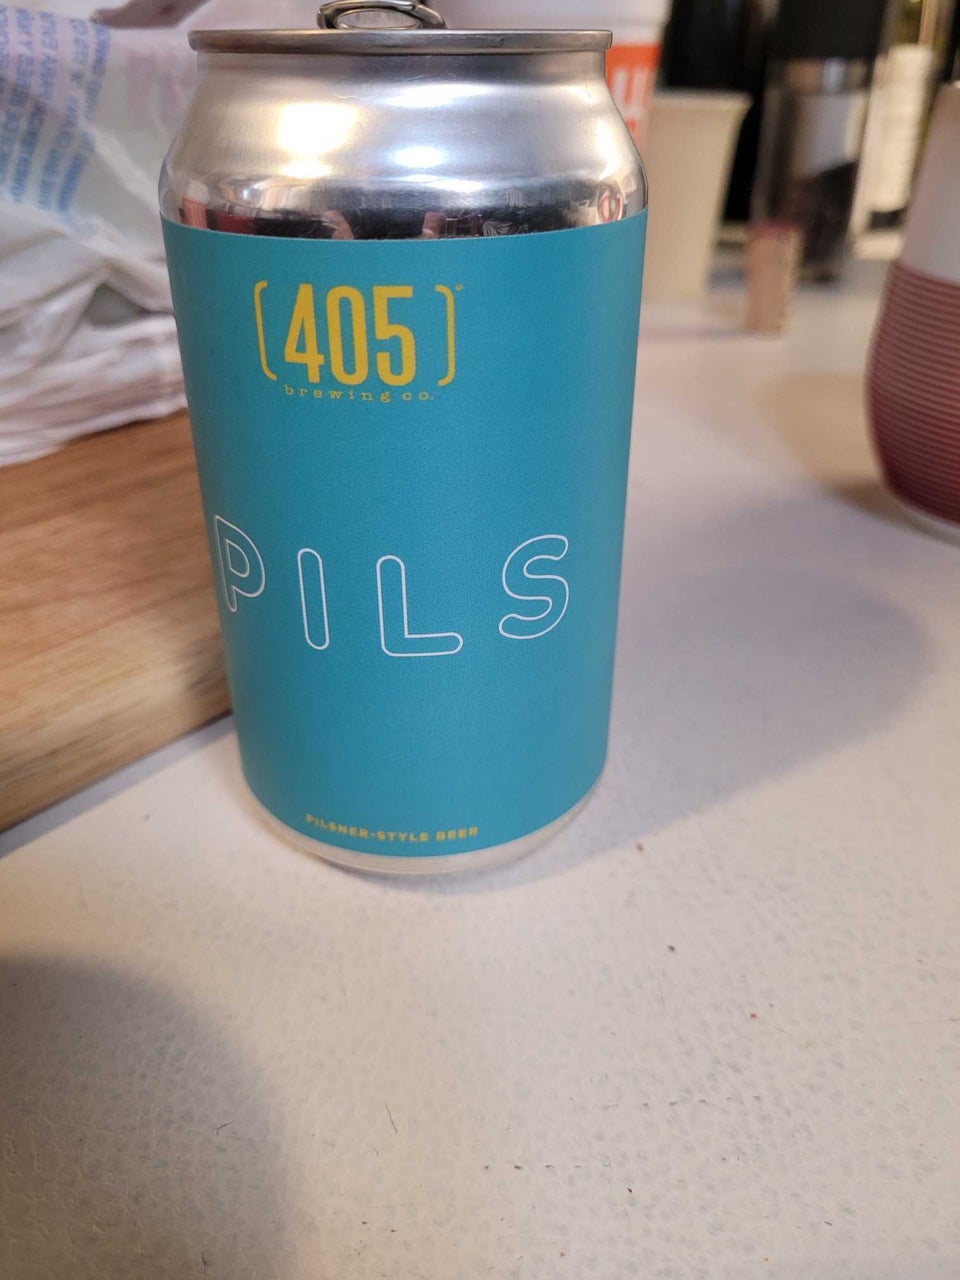 (405)
brewing co.
PILS
PILSNER-STYLE BEER